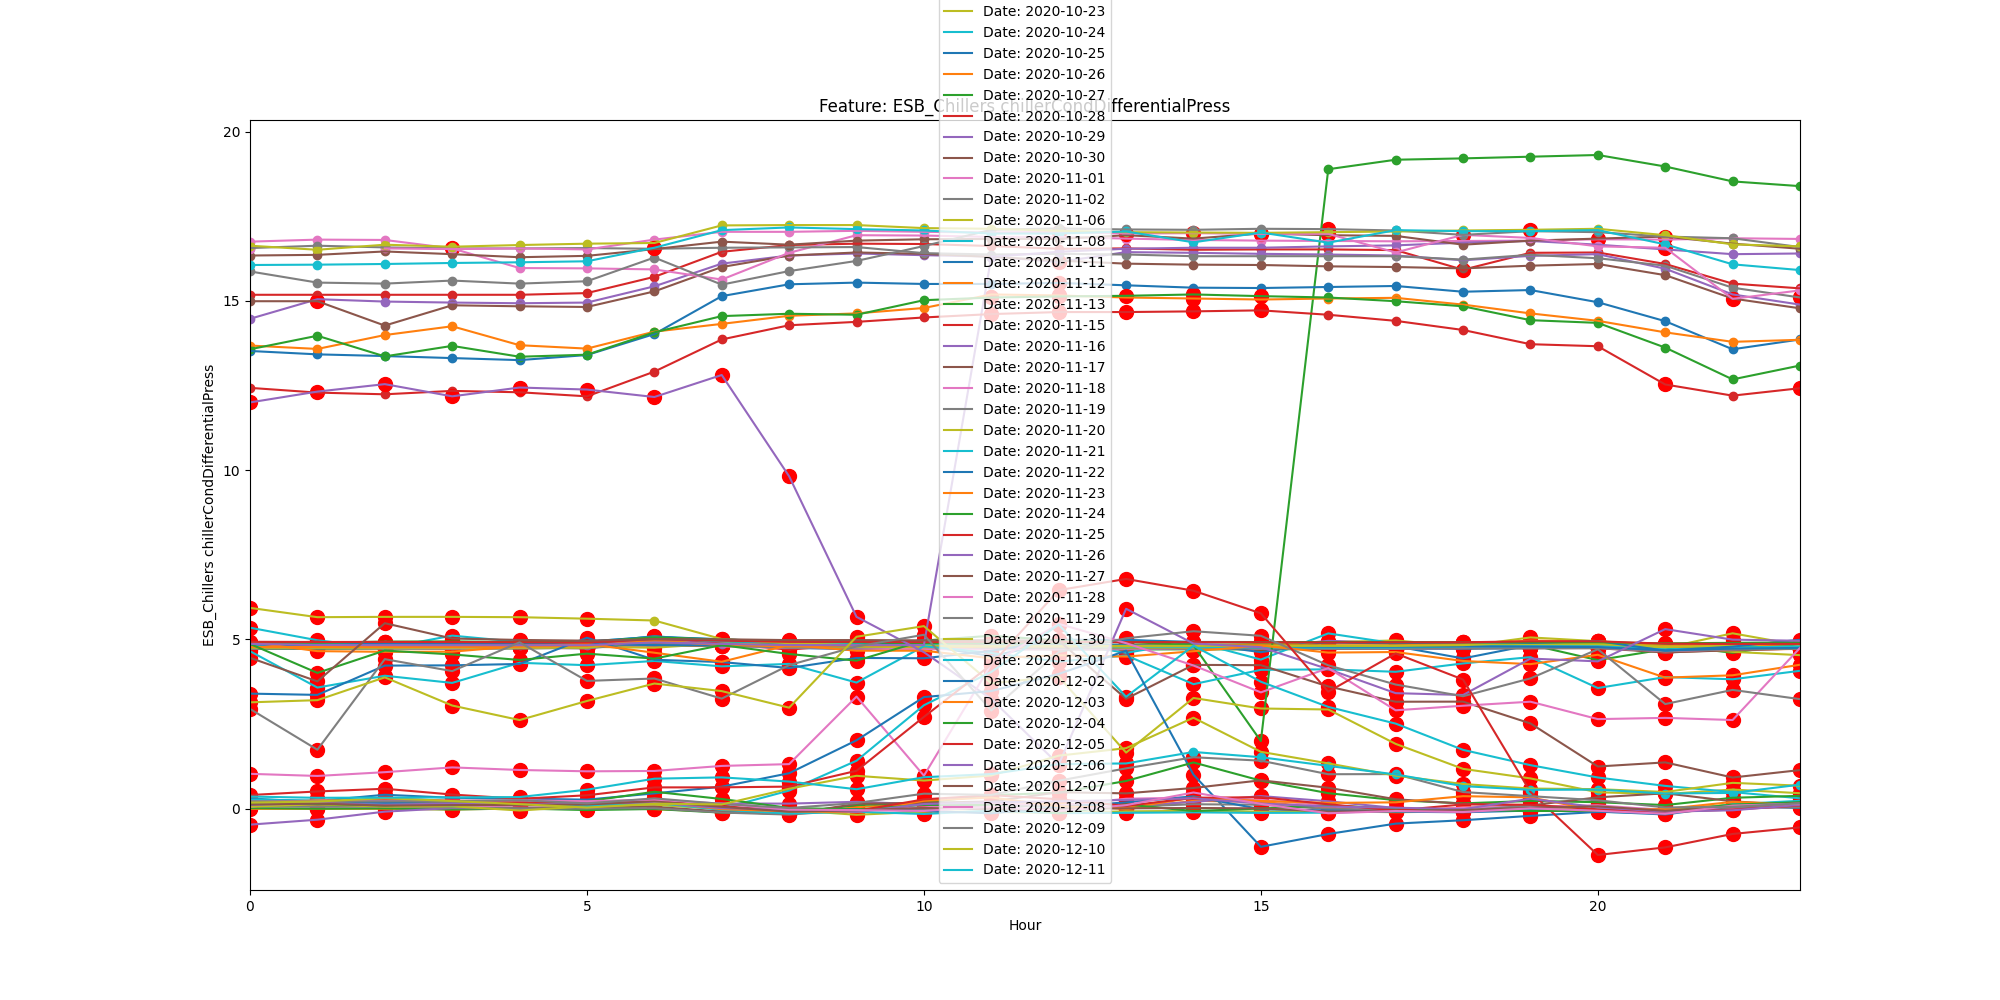 Date: 2020-10-23
Date: 2020-10-24
Date: 2020-10-25
Date: 2020-10-26
Date: 2020-10-27
Feature: ESB_Chillers chillerCondDifferentialPress
Date: 2020-10-28
Date: 2020-10-29
Date: 2020-10-30
Date: 2020-11-01
Date: 2020-11-02
Date: 2020-11-06
Date: 2020-11-08
Date: 2020-11-11
Date: 2020-11-12
Date: 2020-11-13
Date: 2020-11-15
Date: 2020-11-16
Date: 2020-11-17
Date: 2020-11-18
Date: 2020-11-19
Date: 2020-11-20
Date: 2020-11-21
Date: 2020-11-22
Date: 2020-11-23
Date: 2020-11-24
Date: 2020-11-25
Date: 2020-11-26
Date: 2020-11-27
Date: 2020-11-28
Date: 2020-11-29
Date: 2020-11-30
Date: 2020-12-01
Date: 2020-12-02
Date: 2020-12-03
Date: 2020-12-04
Date: 2020-12-05
Date: 2020-12-06
Date: 2020-12-07
Date: 2020-12-08
Date: 2020-12-09
Date: 2020-12-10
Date: 2020-12-11
20
15
10
5
0
ESB_Chillers chillerCondDifferentialPress
0 5 10 15 20
Hour